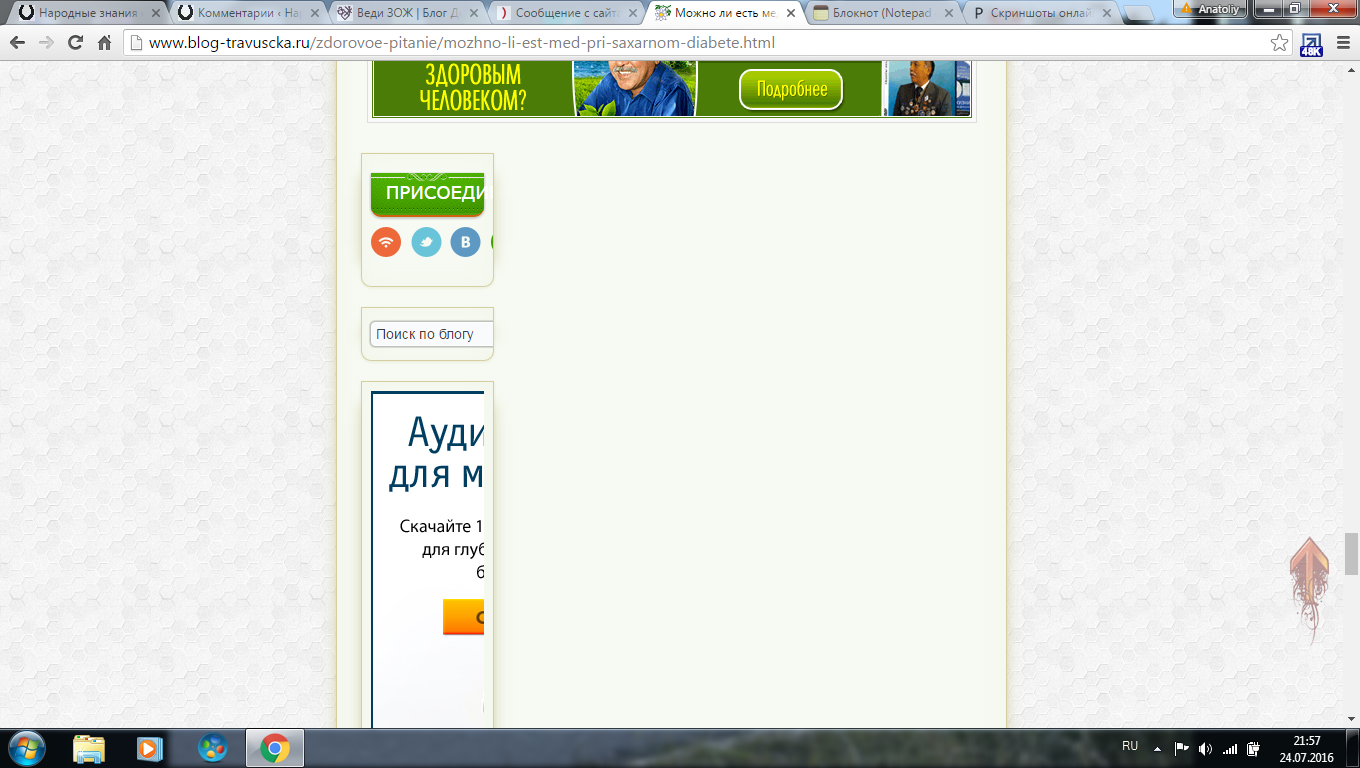 Народные знания
Комментарии ‹ На
Веди ЗОЖ | Блог Д
Сообщение с сайт
Можно ли есть ме
Блокнот (Notepad
Скриншоты онлай
Anatoliy
www.blog-travuscka.ru/zdorovoe-pitanie/mozhno-li-est-med-pri-saxarnom-diabete.html
48K
ЗДОРОВЫМ
ЧЕЛОВЕКОМ?
Подробнее
ПРИСОЕДИ
Поиск по блогу
Ауди
для м
Скачайте 1
для глуб
б
RU
21:57
24.07.2016